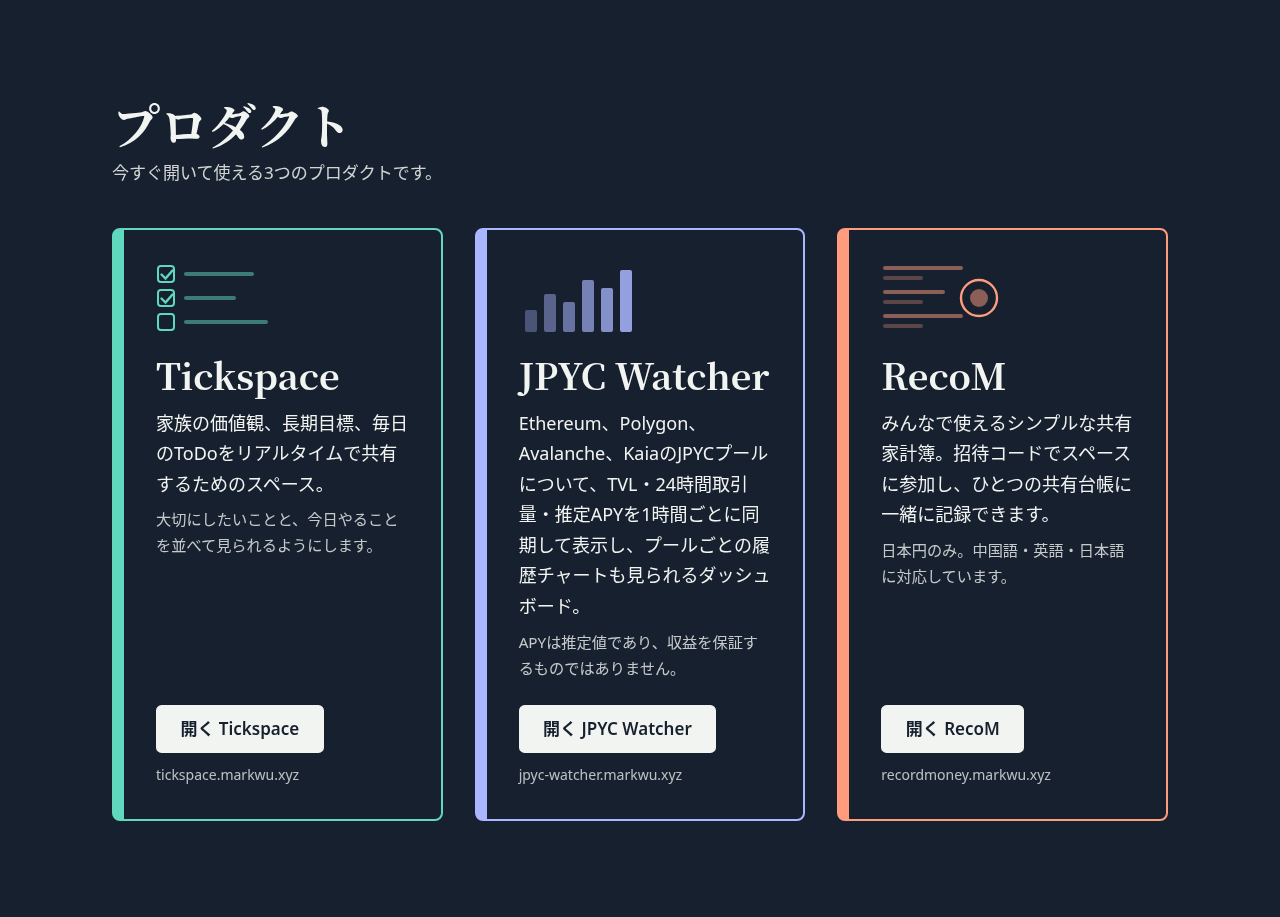 プロダクト
今すぐ開いて使える3つのプロダクトです。
Tickspace
家族の価値観、長期目標、毎日
のToDoをリアルタイムで共有
するためのスペース。
大切にしたいことと、今日やること
を並べて見られるようにします。
開く Tickspace
tickspace.markwu.xyz
JPYC Watcher
Ethereum、Polygon、
Avalanche、KaiaのJPYCプール
について、TVL・24時間取引
量・推定APYを1時間ごとに同
期して表示し、プールごとの履
歴チャートも見られるダッシュ
ボード。
APYは推定値であり、収益を保証す
るものではありません。
開く JPYC Watcher
jpyc-watcher.markwu.xyz
RecoM
みんなで使えるシンプルな共有
家計簿。招待コードでスペース
に参加し、ひとつの共有台帳に
一緒に記録できます。
日本円のみ。中国語・英語・日本語
に対応しています。
開く RecoM
recordmoney.markwu.xyz